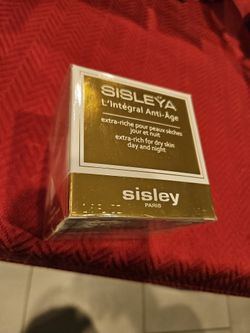 SISLEŸA
L'Intégral Anti-Âge
extra-riche pour peaux sèches
jour et nuit
extra-rich for dry skin
day and night
sisley
PARIS